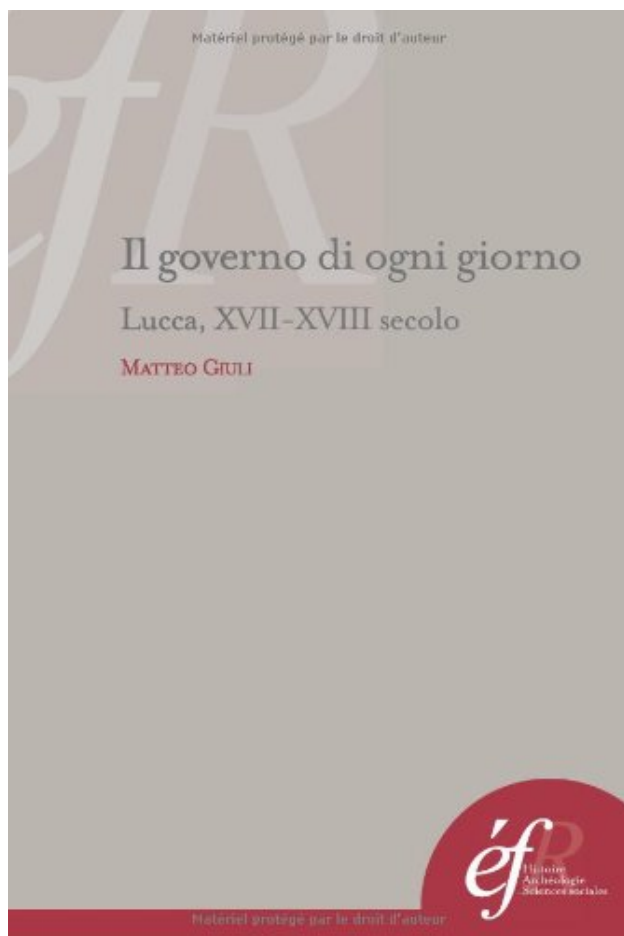 Matériel protégé par le droit d'auteur
efR
Il governo di ogni giorno
Lucca, XVII-XVIII secolo
MATTEO GIULI
éfR
Histoire
Archéologie
Sciences sociales
Matériel protégé par le droit d'auteur